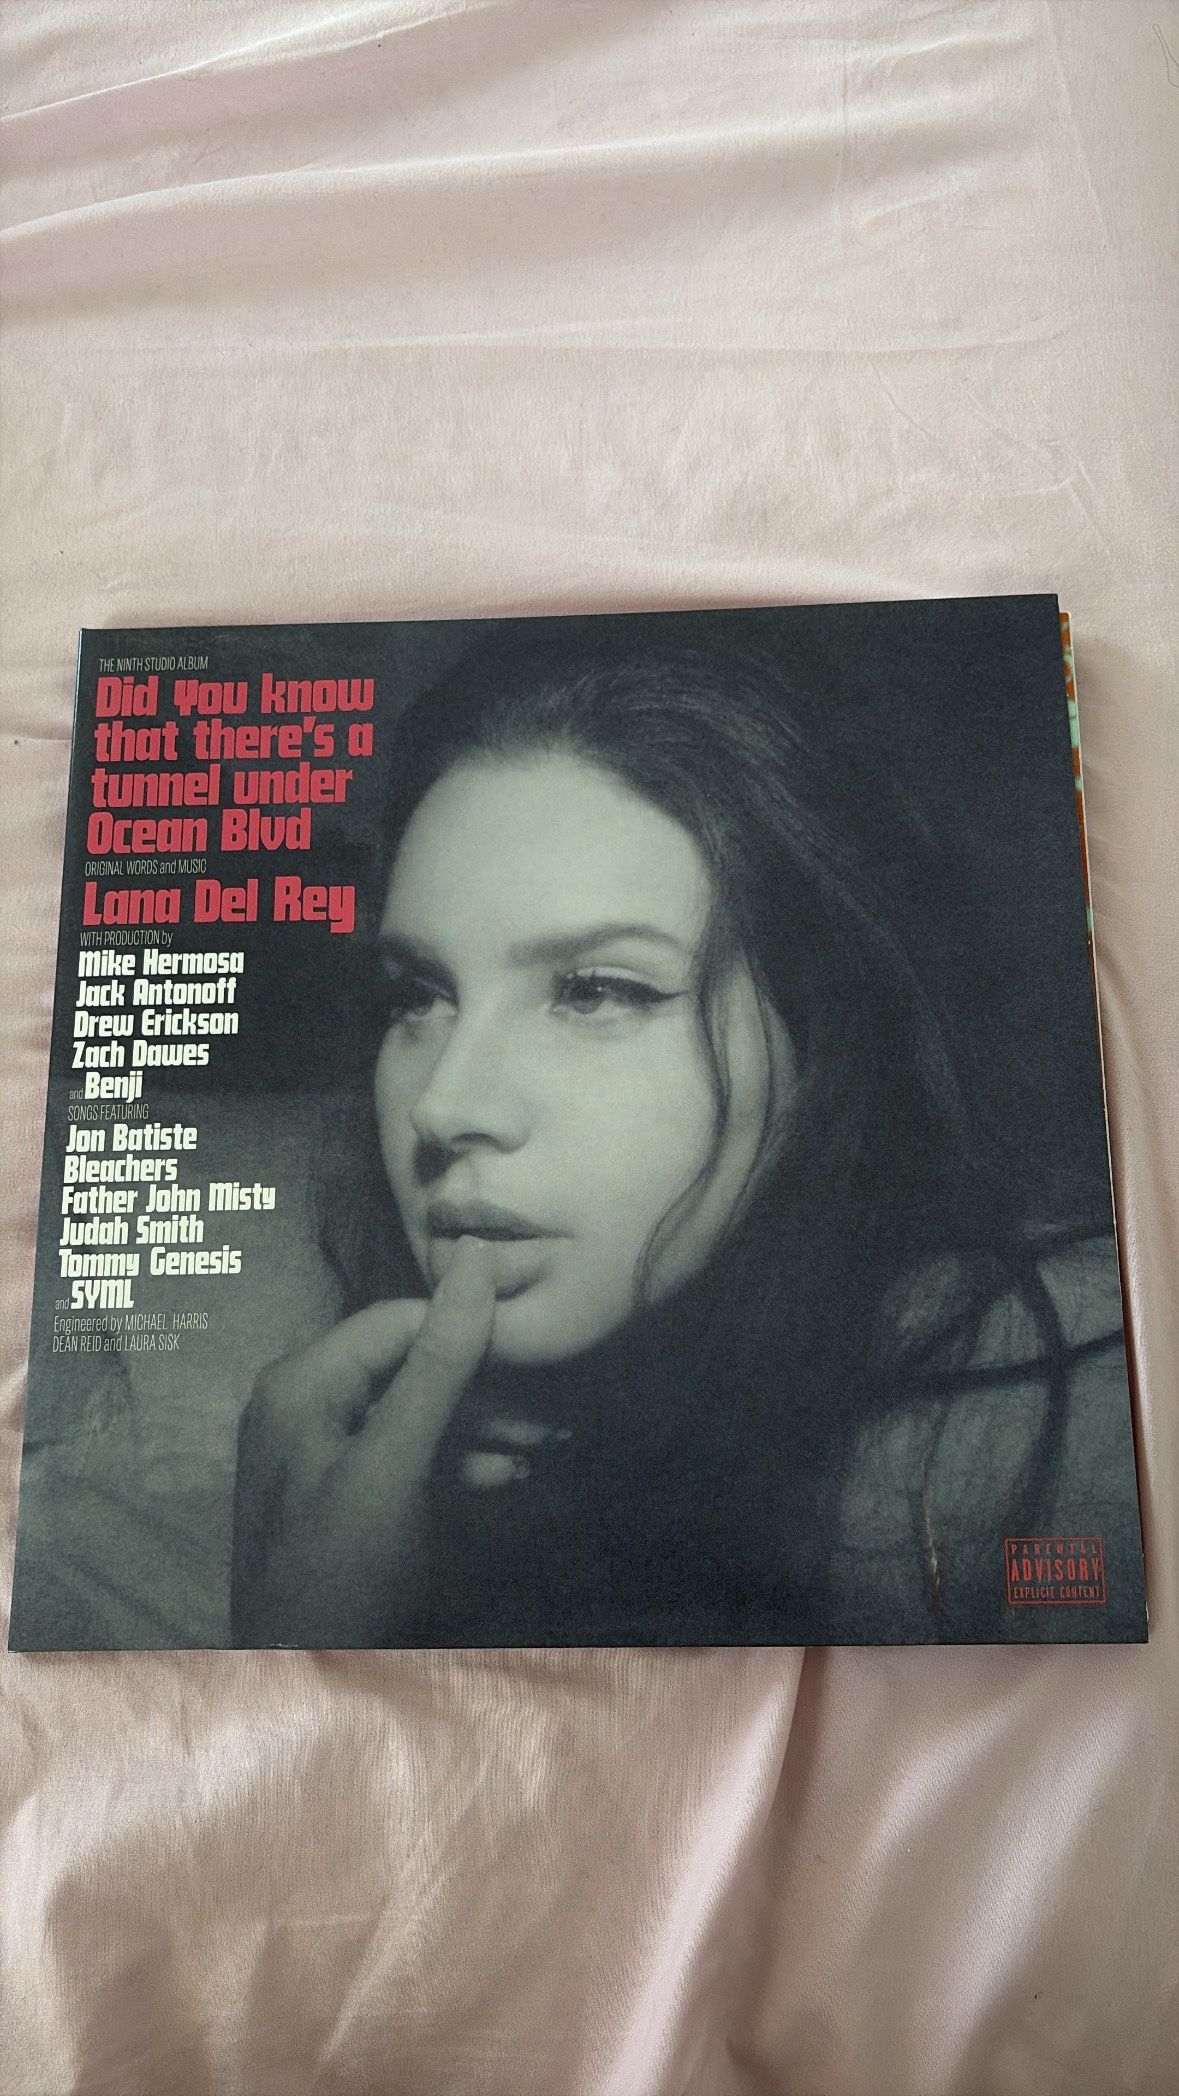 THE NINTH STUDIO ALBUM
Did you know
that there's a
tunnel under
Ocean Blvd
ORIGINAL WORDS and MUSIC
Lana Del Rey
WITH PRODUCTION by
Mike Hermosa
Jack Antonoff
Drew Erickson
Zach Dawes
and Benji
SONGS FEATURING
Jon Batiste
Bleachers
Father John Misty
Judah Smith
Tommy Genesis
and SYML
Engineered by MICHAEL HARRIS
DEAN REID and LAURA SISK
PARENTAL
ADVISORY
EXPLICIT CONTENT